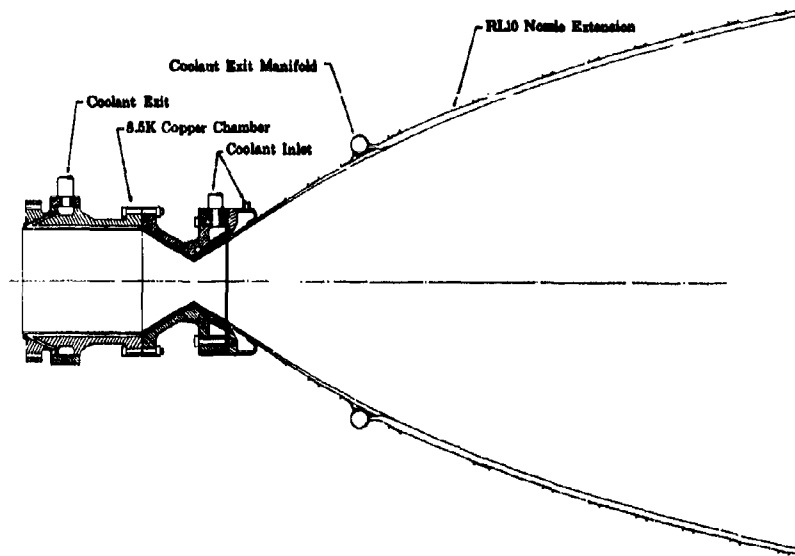 RL10 Nozzle Extension
Coolant Exit Manifold
Coolant Exit
8.5K Copper Chamber
Coolant Inlet